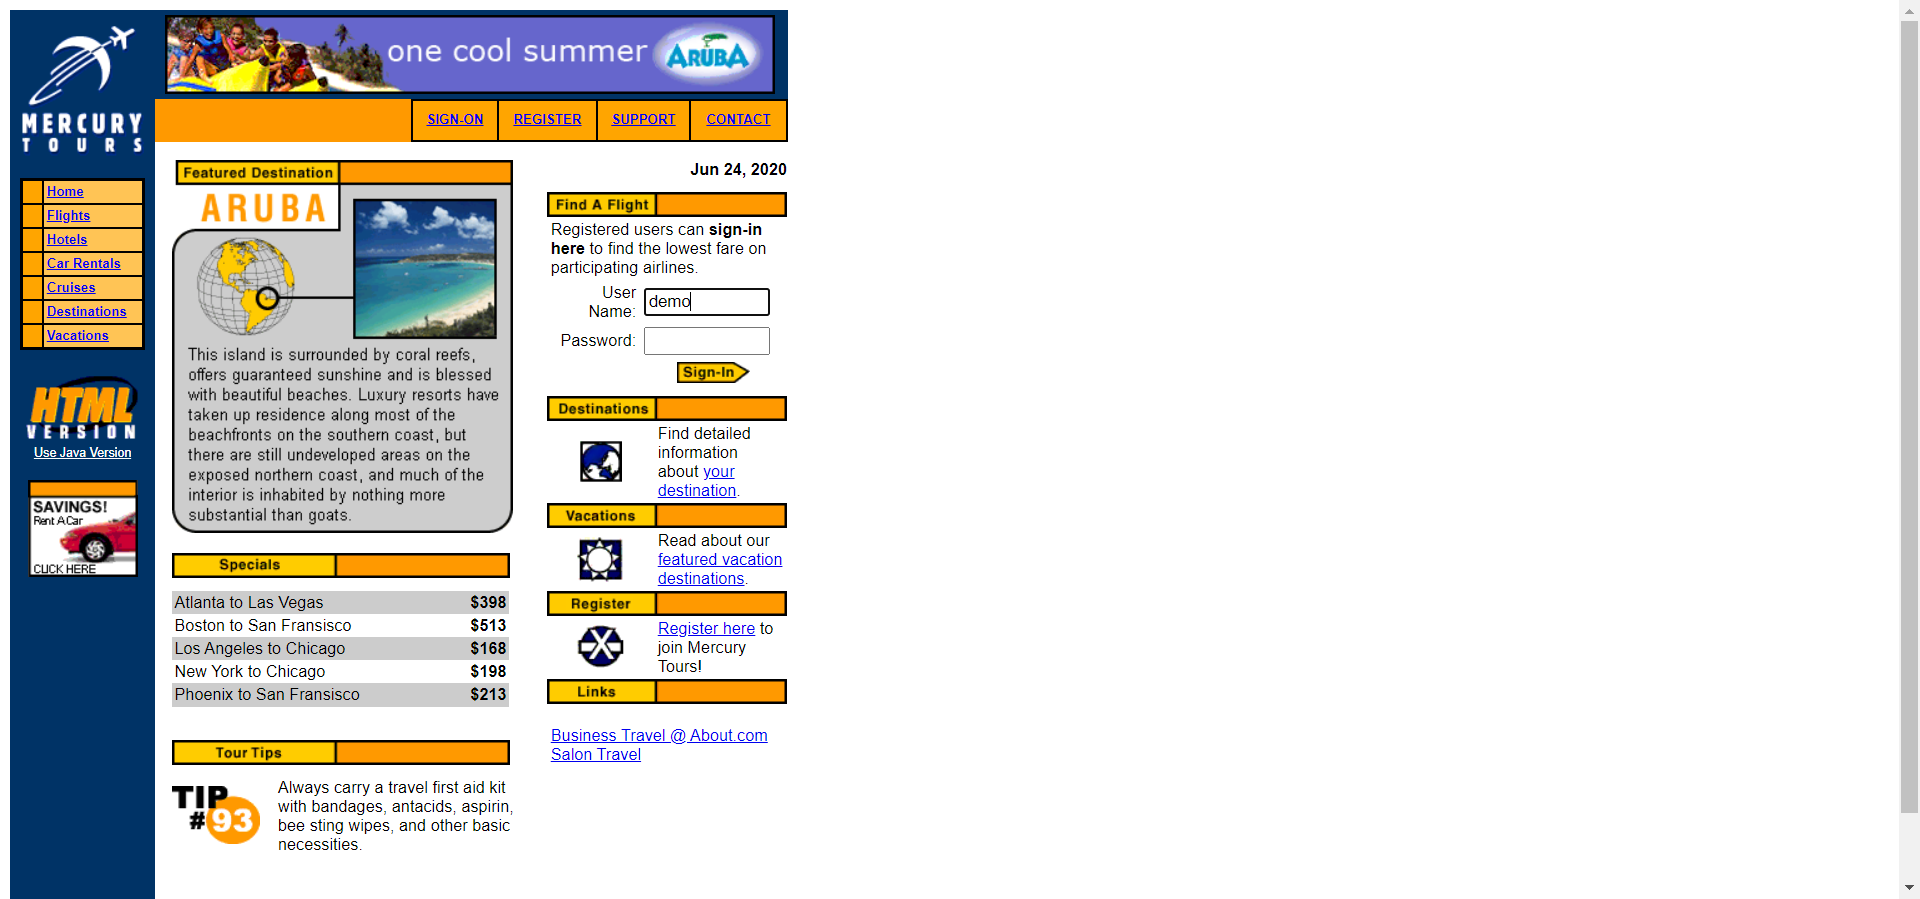 one cool summer
ARUBA
MERCURY
TOURS
SIGN-ON
REGISTER
SUPPORT
CONTACT
Home
Flights
Hotels
Car Rentals
Cruises
Destinations
Vacations
HTML
VERSION
Use Java Version
SAVINGS!
Rent A Car
CLICK HERE
Featured Destination
ARUBA
This island is surrounded by coral reefs,
offers guaranteed sunshine and is blessed
with beautiful beaches. Luxury resorts have
taken up residence along most of the
beachfronts on the southern coast, but
there are still undeveloped areas on the
exposed northern coast, and much of the
interior is inhabited by nothing more
substantial than goats.
Specials
Atlanta to Las Vegas $398
Boston to San Fransisco $513
Los Angeles to Chicago $168
New York to Chicago $198
Phoenix to San Fransisco $213
Tour Tips
TIP
#93
Always carry a travel first aid kit
with bandages, antacids, aspirin,
bee sting wipes, and other basic
necessities.
Jun 24, 2020
Find A Flight
Registered users can sign-in
here to find the lowest fare on
participating airlines.
User
Name: demo
Password:
Sign-In
Destinations
Find detailed
information
about your
destination.
Vacations
Read about our
featured vacation
destinations.
Register
Register here to
join Mercury
Tours!
Links
Business Travel @ About.com
Salon Travel